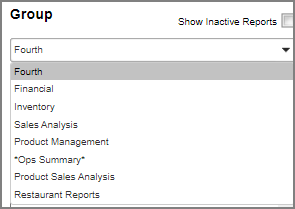 Group
Show Inactive Reports
Fourth
Fourth
Financial
Inventory
Sales Analysis
Product Management
*Ops Summary*
Product Sales Analysis
Restaurant Reports